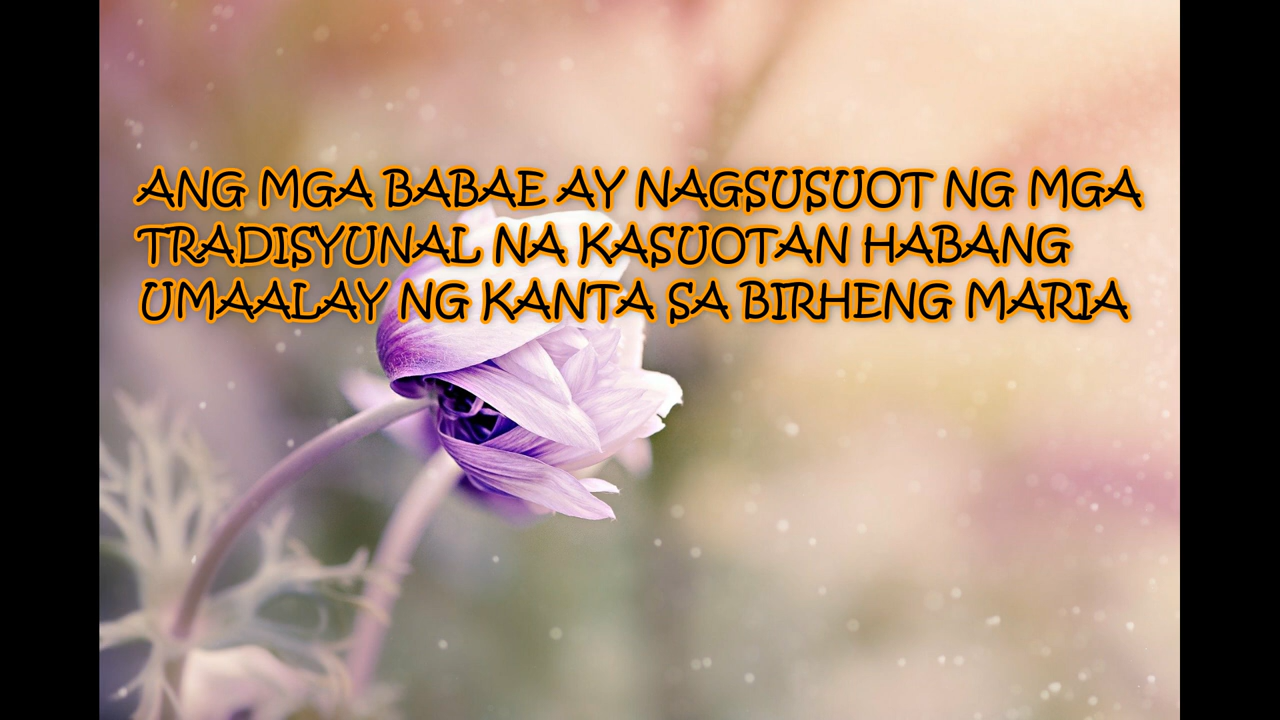 ANG MGA BABAE AY NAGSUSUOT NG MGA
TRADISYUNAL NA KASUOTAN HABANG
UMAALAY NG KANTA SA BIRHENG MARIA